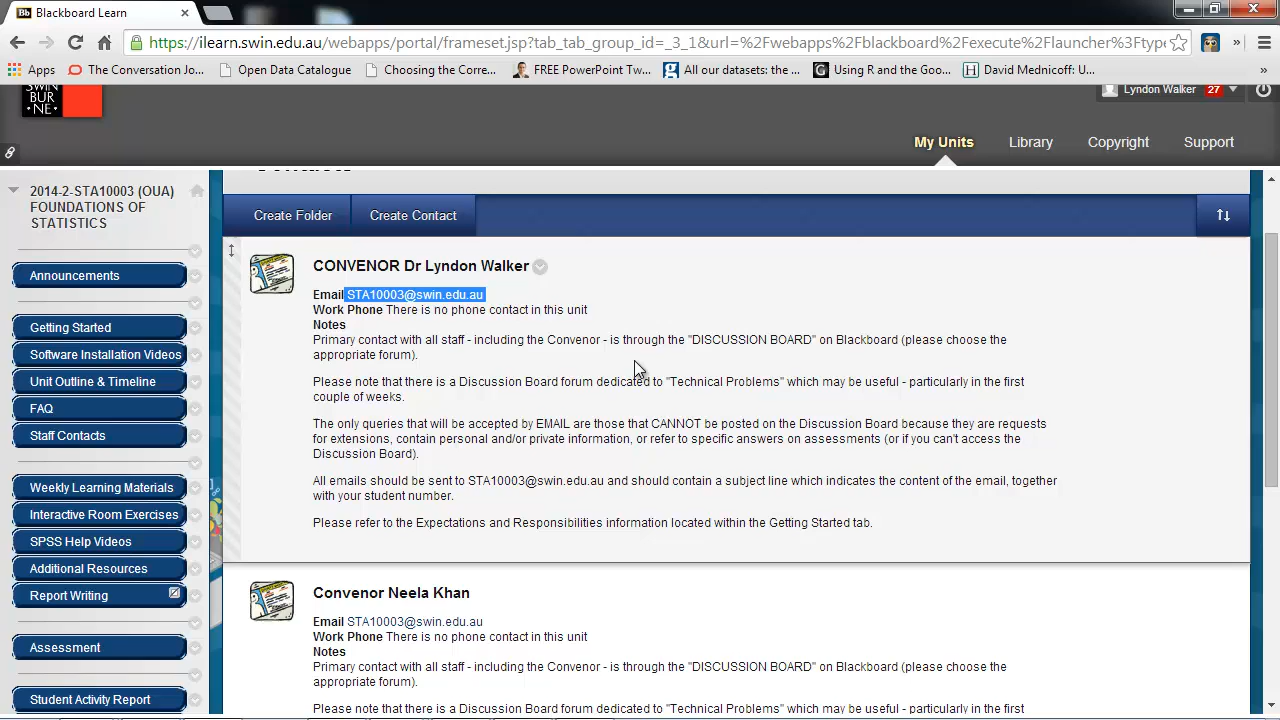 Blackboard Learn
https://ilearn.swin.edu.au/webapps/portal/frameset.jsp?tab_tab_group_id=_3_1&url=%2Fwebapps%2Fblackboard%2Fexecute%2Flauncher%3Ftype
Apps
The Conversation Jo...
Open Data Catalogue
Choosing the Corre...
FREE PowerPoint Tw...
All our datasets: the ...
Using R and the Goo...
David Mednicoff: U...
SWIN
BUR
NE
Lyndon Walker 27
My Units
Library
Copyright
Support
2014-2-STA10003 (OUA)
FOUNDATIONS OF
STATISTICS
Announcements
Getting Started
Software Installation Videos
Unit Outline & Timeline
FAQ
Staff Contacts
Weekly Learning Materials
Interactive Room Exercises
SPSS Help Videos
Additional Resources
Report Writing
Assessment
Student Activity Report
Create Folder
Create Contact
CONVENOR Dr Lyndon Walker
Email STA10003@swin.edu.au
Work Phone There is no phone contact in this unit
Notes
Primary contact with all staff - including the Convenor - is through the "DISCUSSION BOARD" on Blackboard (please choose the
appropriate forum).
Please note that there is a Discussion Board forum dedicated to "Technical Problems" which may be useful - particularly in the first
couple of weeks.
The only queries that will be accepted by EMAIL are those that CANNOT be posted on the Discussion Board because they are requests
for extensions, contain personal and/or private information, or refer to specific answers on assessments (or if you can't access the
Discussion Board).
All emails should be sent to STA10003@swin.edu.au and should contain a subject line which indicates the content of the email, together
with your student number.
Please refer to the Expectations and Responsibilities information located within the Getting Started tab.
Convenor Neela Khan
Email STA10003@swin.edu.au
Work Phone There is no phone contact in this unit
Notes
Primary contact with all staff - including the Convenor - is through the "DISCUSSION BOARD" on Blackboard (please choose the
appropriate forum).
Please note that there is a Discussion Board forum dedicated to "Technical Problems" which may be useful - particularly in the first